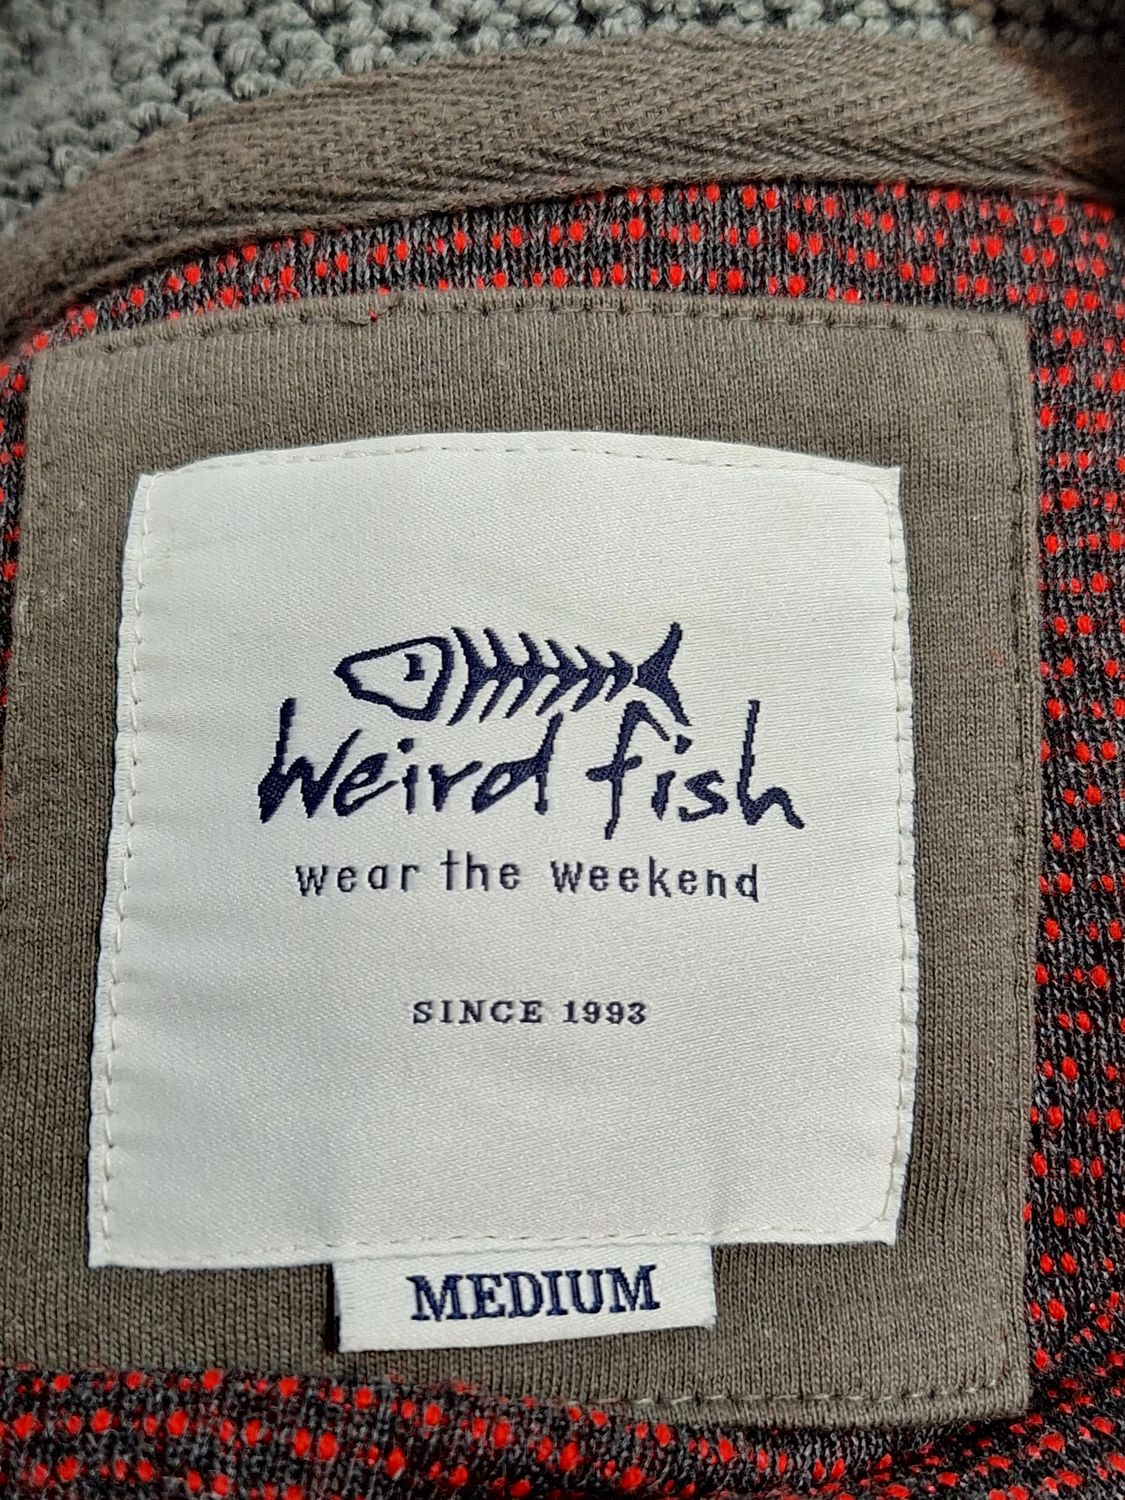 Weird fish
wear the weekend
SINCE 1993
MEDIUM